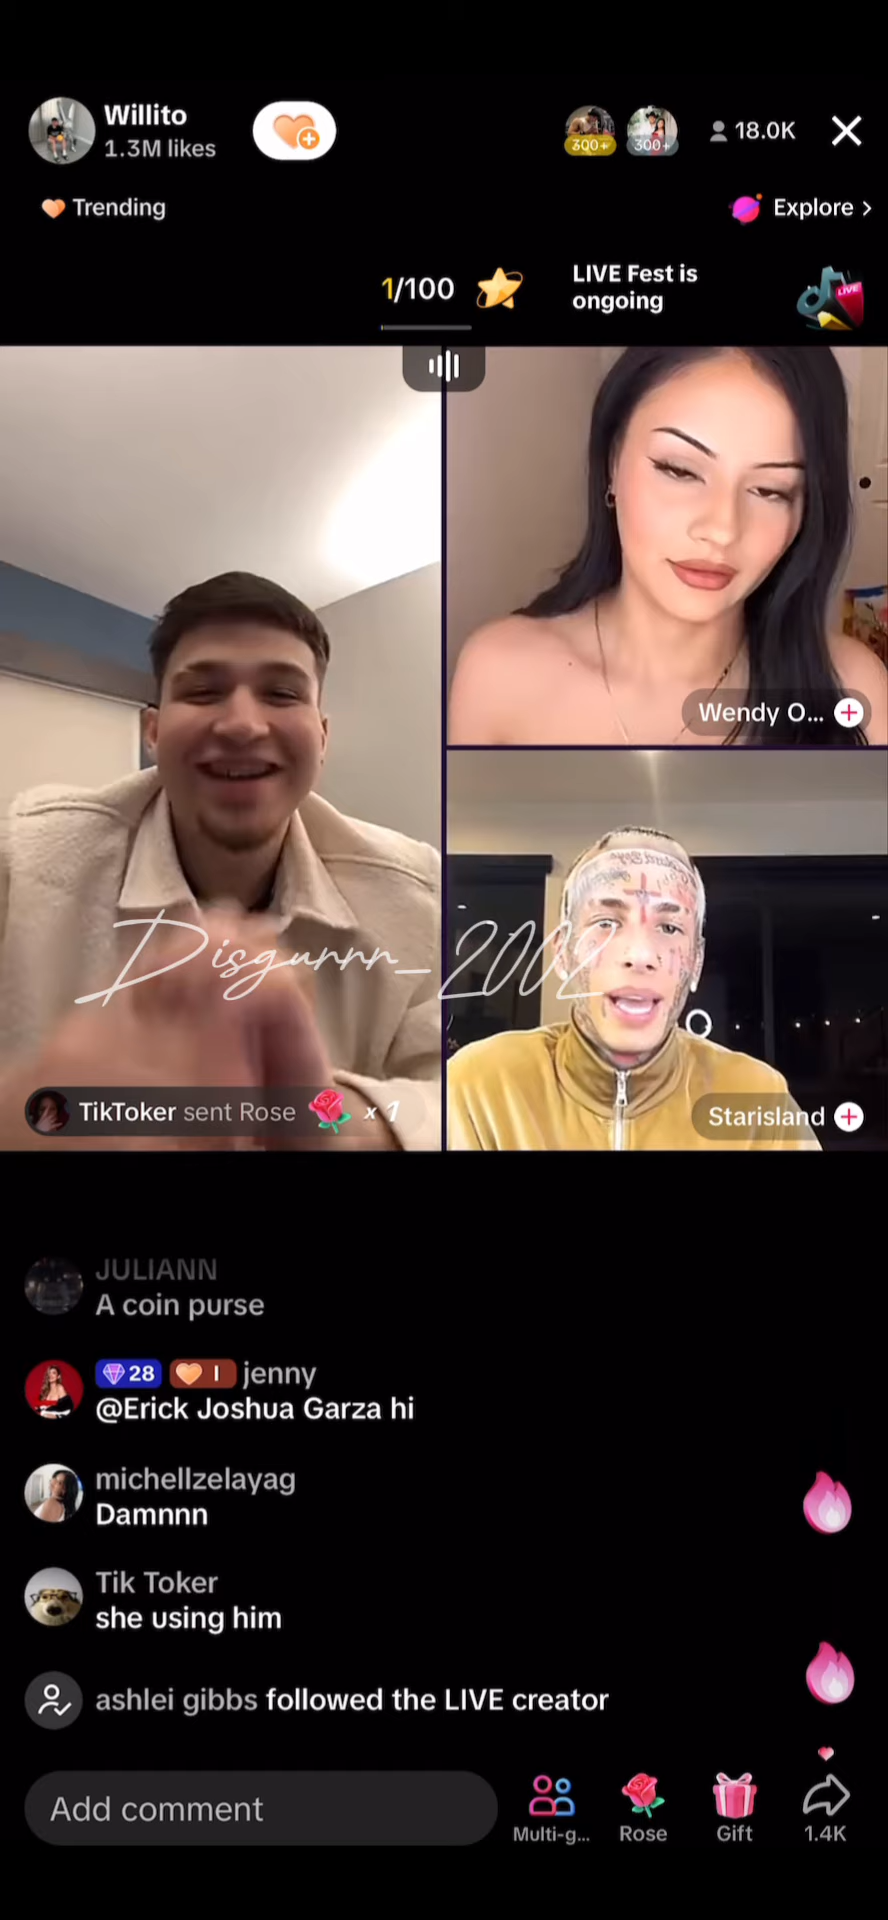 Willito
1.3M likes
300+
300+
18.0K
Trending
Explore >
1/100
LIVE Fest is
ongoing
LIVE
Wendy O...
Disgunnn_2002
TikToker sent Rose x 1
Starisland
JULIANN
A coin purse
28 I jenny
@Erick Joshua Garza hi
michellzelayag
Damnnn
Tik Toker
she using him
ashlei gibbs followed the LIVE creator
Add comment
Multi-g...
Rose
Gift
1.4K